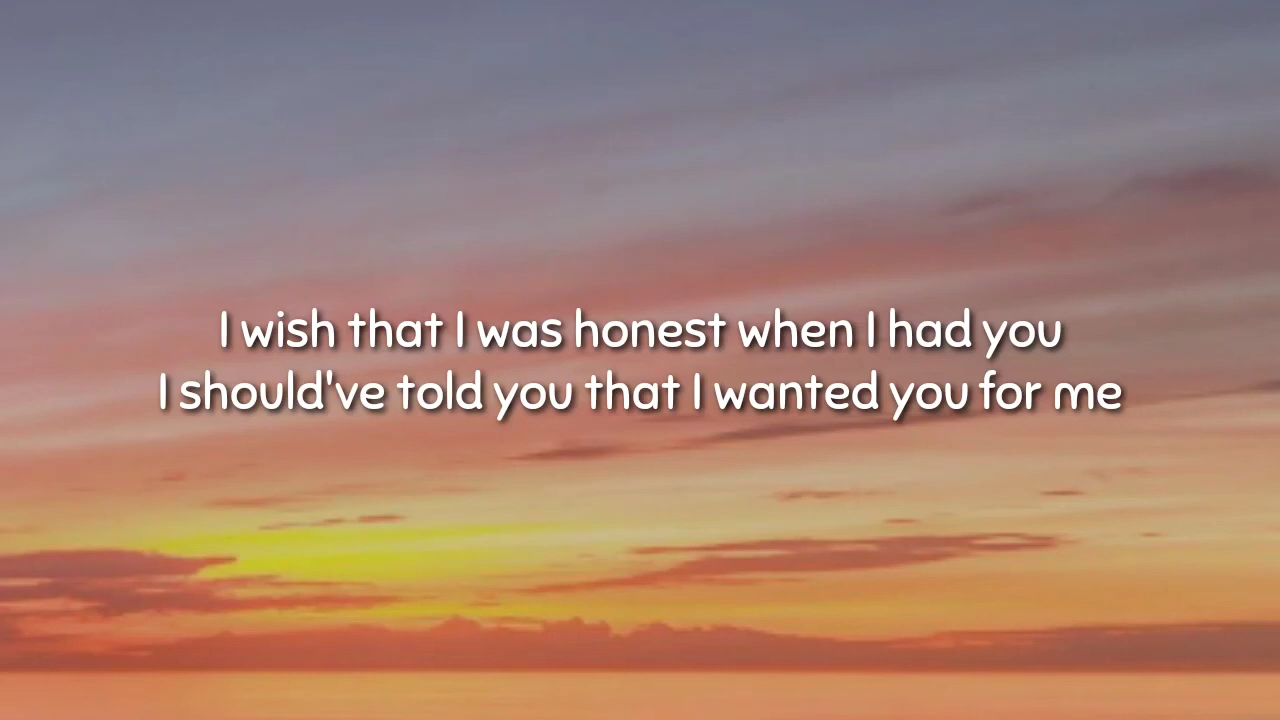 I wish that I was honest when I had you
I should've told you that I wanted you for me